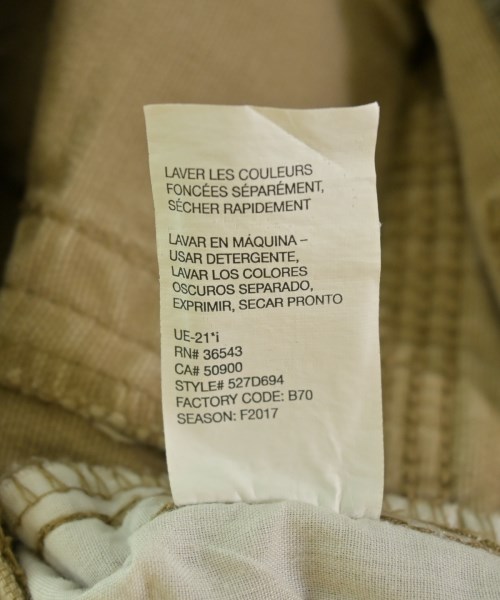 LAVER LES COULEURS
FONCÉES SÉPARÉMENT,
SÉCHER RAPIDEMENT
LAVAR EN MÁQUINA –
USAR DETERGENTE,
LAVAR LOS COLORES
OSCUROS SEPARADO,
EXPRIMIR, SECAR PRONTO
UE-21*i
RN# 36543
CA# 50900
STYLE# 527D694
FACTORY CODE: B70
SEASON: F2017